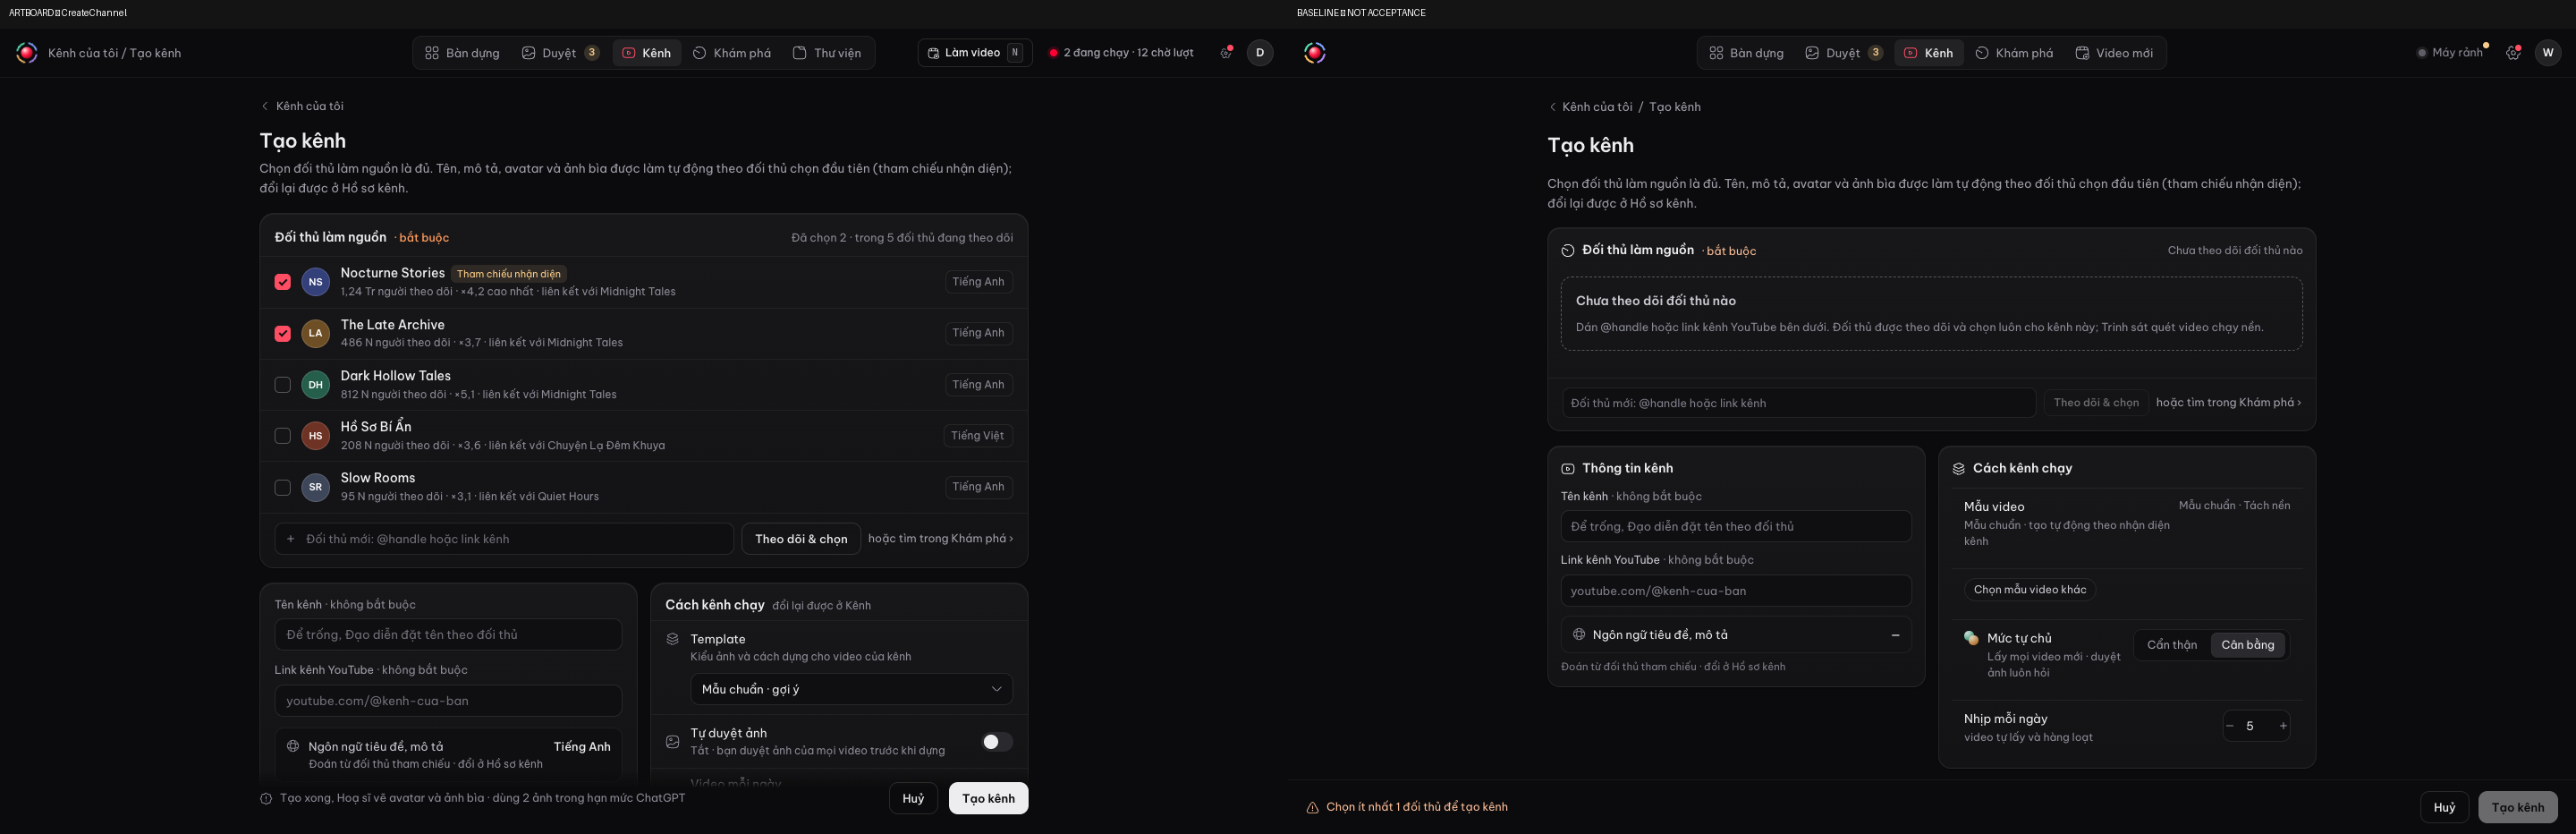 ARTBOARD CreateChannel
Kênh của tôi / Tạo kênh
Bàn dựng
Duyệt 3
Kênh
Khám phá
Thư viện
Làm video N
2 đang chạy · 12 chờ lượt
D
Kênh của tôi
Tạo kênh
Chọn đối thủ làm nguồn là đủ. Tên, mô tả, avatar và ảnh bìa được làm tự động theo đối thủ chọn đầu tiên (tham chiếu nhận diện);
đổi lại được ở Hồ sơ kênh.
Đối thủ làm nguồn · bắt buộc
Đã chọn 2 · trong 5 đối thủ đang theo dõi
NS
Nocturne Stories Tham chiếu nhận diện
1,24 Tr người theo dõi · ×4,2 cao nhất · liên kết với Midnight Tales
Tiếng Anh
LA
The Late Archive
486 N người theo dõi · ×3,7 · liên kết với Midnight Tales
Tiếng Anh
DH
Dark Hollow Tales
812 N người theo dõi · ×5,1 · liên kết với Midnight Tales
Tiếng Anh
HS
Hồ Sơ Bí Ẩn
208 N người theo dõi · ×3,6 · liên kết với Chuyện Lạ Đêm Khuya
Tiếng Việt
SR
Slow Rooms
95 N người theo dõi · ×3,1 · liên kết với Quiet Hours
Tiếng Anh
+ Đối thủ mới: @handle hoặc link kênh
Theo dõi & chọn
hoặc tìm trong Khám phá ›
Tên kênh · không bắt buộc
Để trống, Đạo diễn đặt tên theo đối thủ
Link kênh YouTube · không bắt buộc
youtube.com/@kenh-cua-ban
Ngôn ngữ tiêu đề, mô tả
Tiếng Anh
Đoán từ đối thủ tham chiếu · đổi ở Hồ sơ kênh
Cách kênh chạy đổi lại được ở Kênh
Template
Kiểu ảnh và cách dựng cho video của kênh
Mẫu chuẩn · gợi ý
Tự duyệt ảnh
Tắt · bạn duyệt ảnh của mọi video trước khi dựng
Video mỗi ngày
Tạo xong, Hoạ sĩ vẽ avatar và ảnh bìa · dùng 2 ảnh trong hạn mức ChatGPT
Huỷ
Tạo kênh
BASELINE NOT ACCEPTANCE
Bàn dựng
Duyệt 3
Kênh
Khám phá
Video mới
Máy rảnh
W
Kênh của tôi / Tạo kênh
Tạo kênh
Chọn đối thủ làm nguồn là đủ. Tên, mô tả, avatar và ảnh bìa được làm tự động theo đối thủ chọn đầu tiên (tham chiếu nhận diện);
đổi lại được ở Hồ sơ kênh.
Đối thủ làm nguồn · bắt buộc
Chưa theo dõi đối thủ nào
Chưa theo dõi đối thủ nào
Dán @handle hoặc link kênh YouTube bên dưới. Đối thủ được theo dõi và chọn luôn cho kênh này; Trinh sát quét video chạy nền.
Đối thủ mới: @handle hoặc link kênh
Theo dõi & chọn
hoặc tìm trong Khám phá ›
Thông tin kênh
Tên kênh · không bắt buộc
Để trống, Đạo diễn đặt tên theo đối thủ
Link kênh YouTube · không bắt buộc
youtube.com/@kenh-cua-ban
Ngôn ngữ tiêu đề, mô tả
–
Đoán từ đối thủ tham chiếu · đổi ở Hồ sơ kênh
Cách kênh chạy
Mẫu video
Mẫu chuẩn · Tách nền
Mẫu chuẩn · tạo tự động theo nhận diện
kênh
Chọn mẫu video khác
Mức tự chủ
Lấy mọi video mới · duyệt
ảnh luôn hỏi
Cẩn thận
Cân bằng
Nhịp mỗi ngày
video tự lấy và hàng loạt
− 5 +
Chọn ít nhất 1 đối thủ để tạo kênh
Huỷ
Tạo kênh